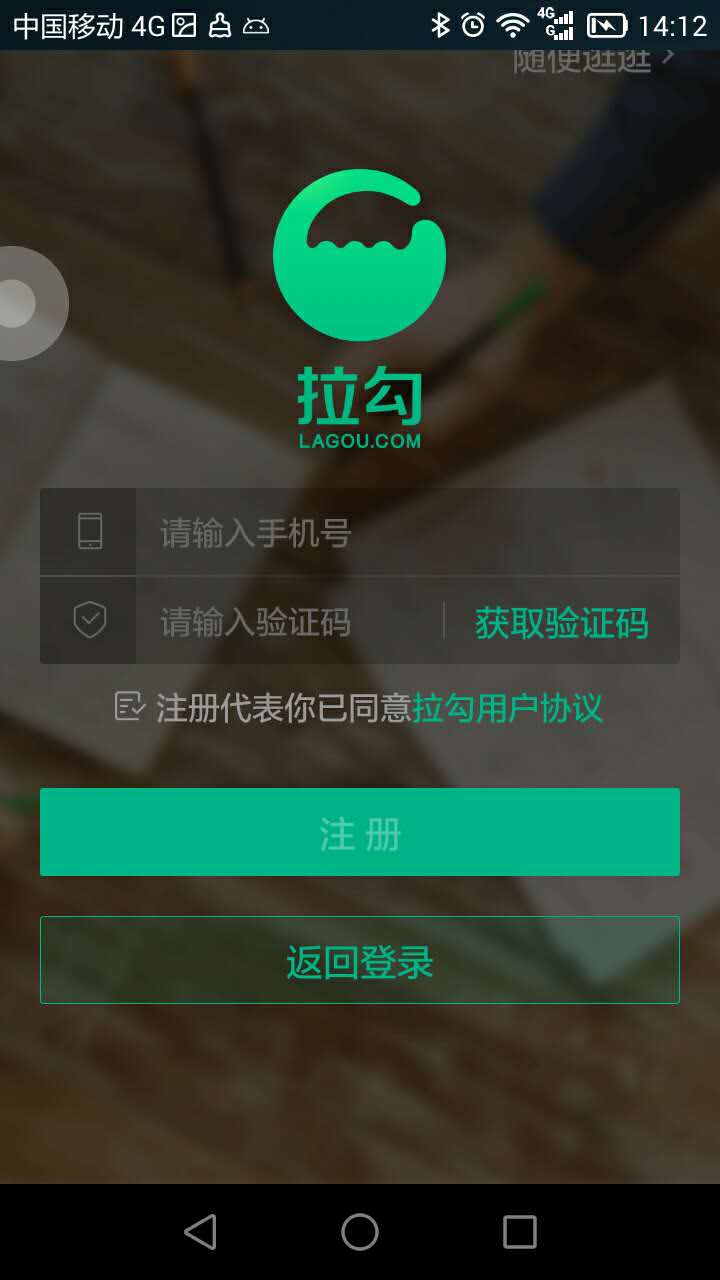 中国移动 4G 4G G 14:12
随便逛逛 >
拉勾
LAGOU.COM
请输入手机号
请输入验证码 获取验证码
注册代表你已同意拉勾用户协议
注 册
返回登录